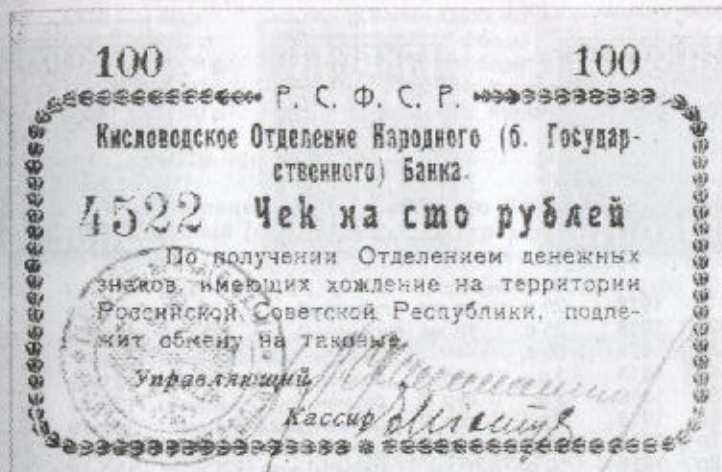 100 100
Р. С. Ф. С. Р.
Кисловодское Отделение Народного (б. Государ-
ственного) Банка.
4522 Чек на сто рублей
По получении Отделением денежных
знаков, имеющих хождение на территории
Российской Советской Республики, подле-
жит обмену на таковые.
Управляющий
Кассир